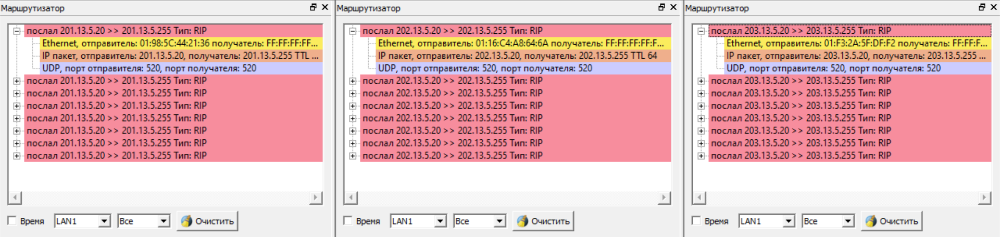 Маршрутизатор
послал 201.13.5.20 >> 201.13.5.255 Тип: RIP
Ethernet, отправитель: 01:98:5C:44:21:36 получатель: FF:FF:FF:FF...
IP пакет, отправитель: 201.13.5.20, получатель: 201.13.5.255 TTL ...
UDP, порт отправителя: 520, порт получателя: 520
послал 201.13.5.20 >> 201.13.5.255 Тип: RIP
послал 201.13.5.20 >> 201.13.5.255 Тип: RIP
послал 201.13.5.20 >> 201.13.5.255 Тип: RIP
послал 201.13.5.20 >> 201.13.5.255 Тип: RIP
послал 201.13.5.20 >> 201.13.5.255 Тип: RIP
послал 201.13.5.20 >> 201.13.5.255 Тип: RIP
послал 201.13.5.20 >> 201.13.5.255 Тип: RIP
Время LAN1 Все Очистить
Маршрутизатор
послал 202.13.5.20 >> 202.13.5.255 Тип: RIP
Ethernet, отправитель: 01:16:C4:A8:64:6A получатель: FF:FF:FF:FF:F...
IP пакет, отправитель: 202.13.5.20, получатель: 202.13.5.255 TTL 64
UDP, порт отправителя: 520, порт получателя: 520
послал 202.13.5.20 >> 202.13.5.255 Тип: RIP
послал 202.13.5.20 >> 202.13.5.255 Тип: RIP
послал 202.13.5.20 >> 202.13.5.255 Тип: RIP
послал 202.13.5.20 >> 202.13.5.255 Тип: RIP
послал 202.13.5.20 >> 202.13.5.255 Тип: RIP
послал 202.13.5.20 >> 202.13.5.255 Тип: RIP
послал 202.13.5.20 >> 202.13.5.255 Тип: RIP
Время LAN1 Все Очистить
Маршрутизатор
послал 203.13.5.20 >> 203.13.5.255 Тип: RIP
Ethernet, отправитель: 01:F3:2A:5F:DF:F2 получатель: FF:FF:F...
IP пакет, отправитель: 203.13.5.20, получатель: 203.13.5.255 ...
UDP, порт отправителя: 520, порт получателя: 520
послал 203.13.5.20 >> 203.13.5.255 Тип: RIP
послал 203.13.5.20 >> 203.13.5.255 Тип: RIP
послал 203.13.5.20 >> 203.13.5.255 Тип: RIP
послал 203.13.5.20 >> 203.13.5.255 Тип: RIP
послал 203.13.5.20 >> 203.13.5.255 Тип: RIP
послал 203.13.5.20 >> 203.13.5.255 Тип: RIP
послал 203.13.5.20 >> 203.13.5.255 Тип: RIP
Время LAN1 Все Очистить